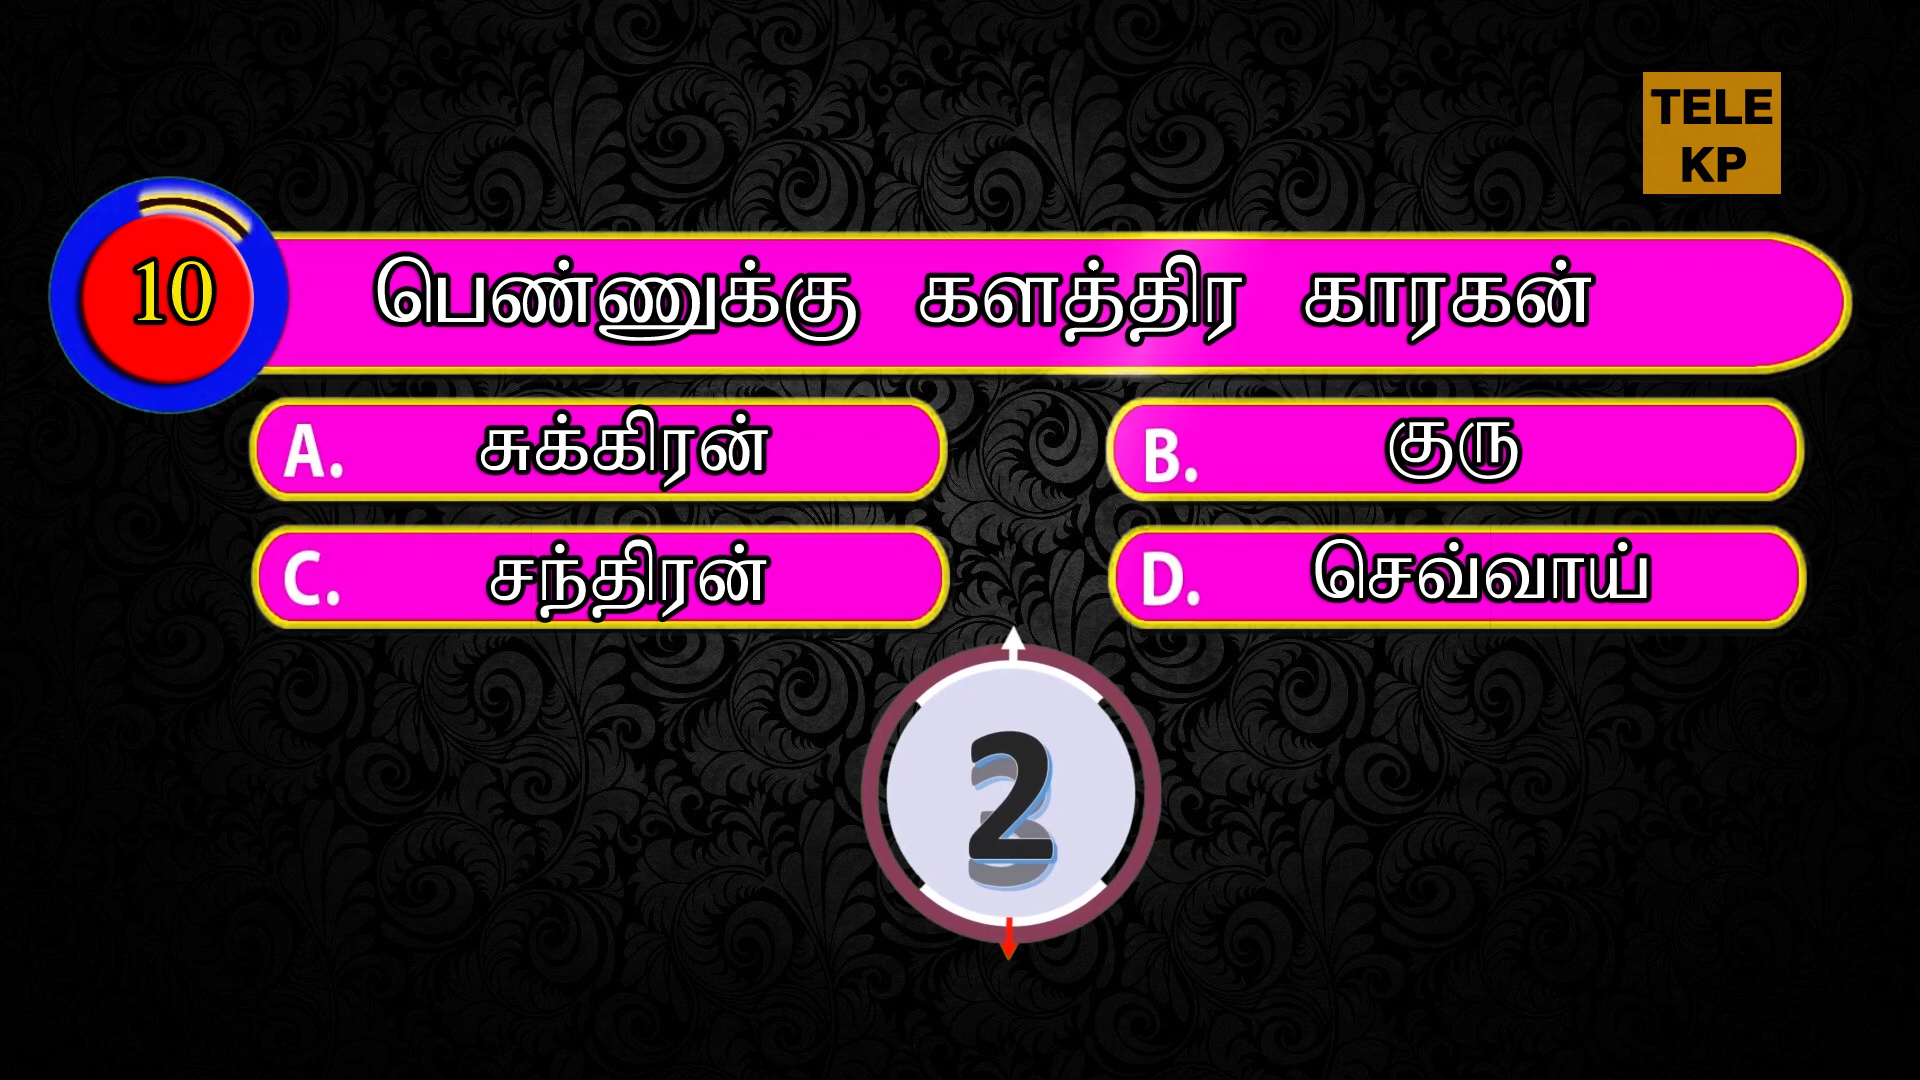 TELE
KP
10
பெண்ணுக்கு களத்திர காரகன்
A. சுக்கிரன்
B. குரு
C. சந்திரன்
D. செவ்வாய்
2